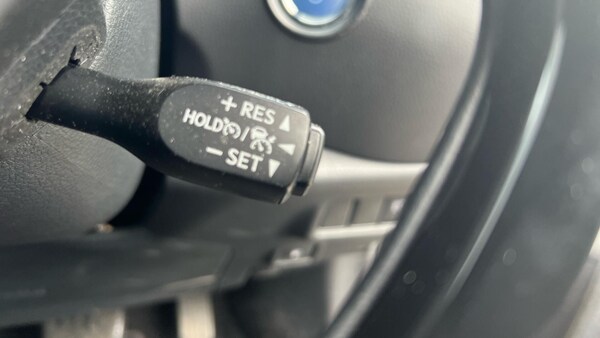 + RES ▲
HOLD / ◄
− SET ▼